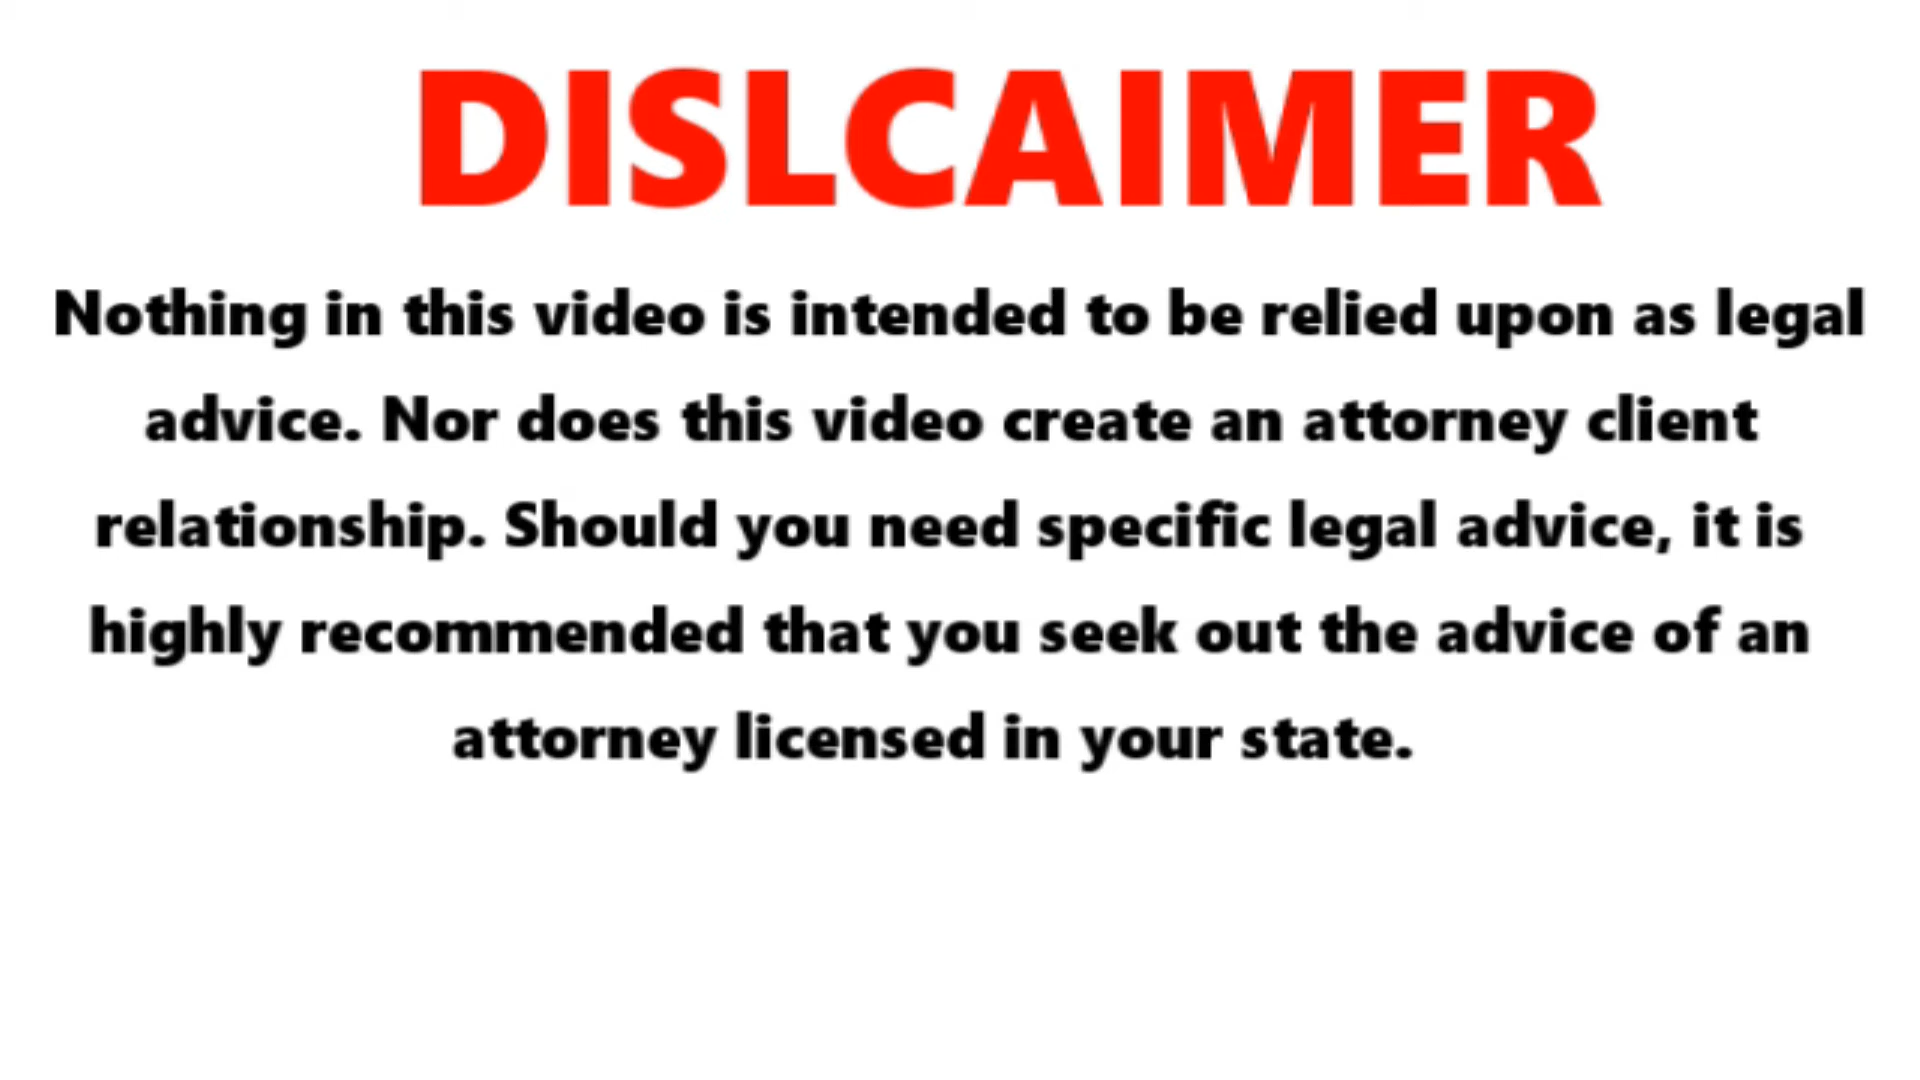 DISLCAIMER
Nothing in this video is intended to be relied upon as legal
advice. Nor does this video create an attorney client
relationship. Should you need specific legal advice, it is
highly recommended that you seek out the advice of an
attorney licensed in your state.